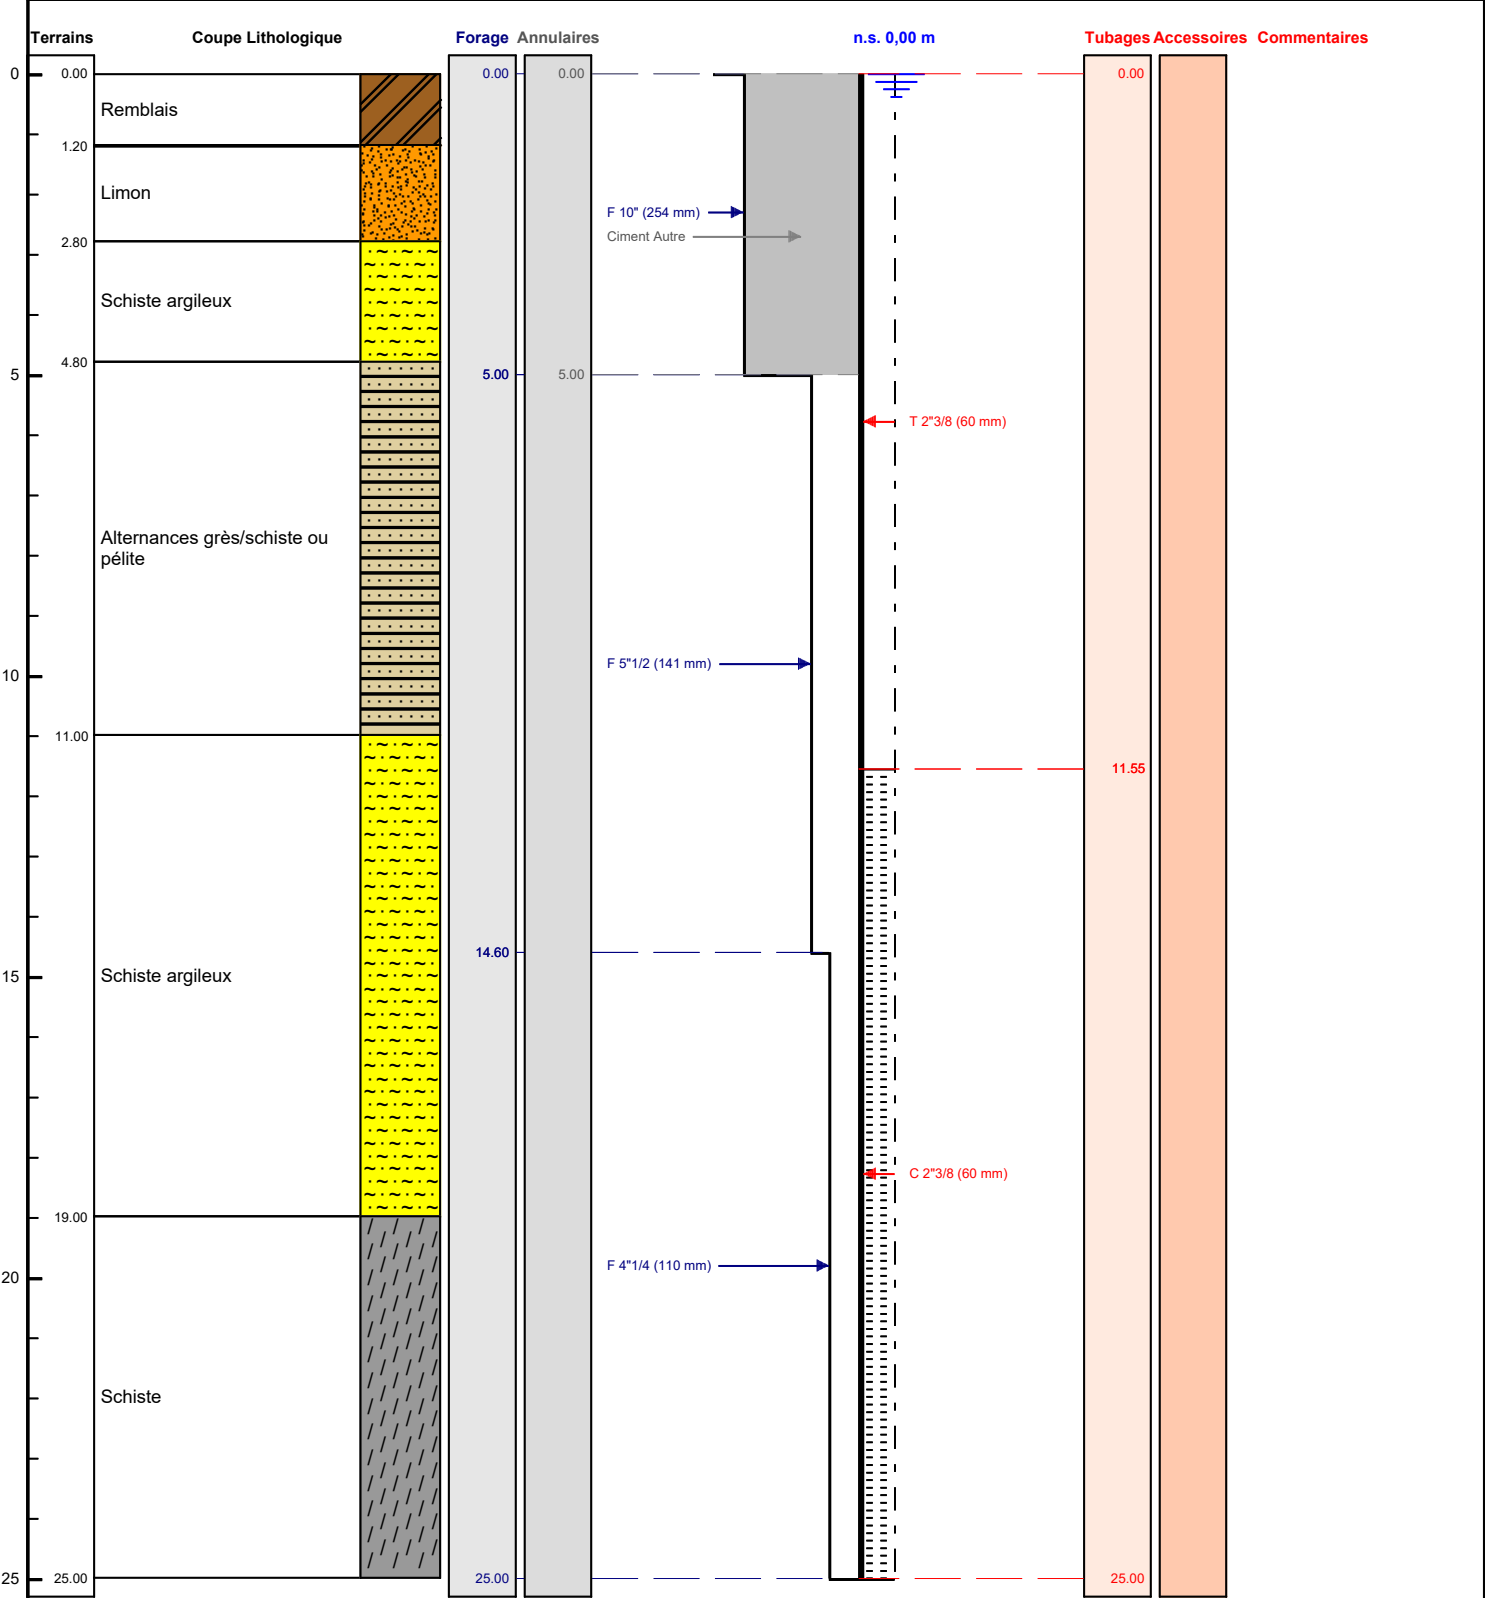 Terrains Coupe Lithologique Forage Annulaires n.s. 0,00 m Tubages Accessoires Commentaires
0 0.00 0.00 0.00 0.00
Remblais
1.20
Limon
F 10" (254 mm)
Ciment Autre
2.80
Schiste argileux
4.80
5 5.00 5.00
T 2"3/8 (60 mm)
Alternances grès/schiste ou
pélite
F 5"1/2 (141 mm)
10
11.00
11.55
14.60
15 Schiste argileux
C 2"3/8 (60 mm)
19.00
F 4"1/4 (110 mm)
20
Schiste
25 25.00 25.00 25.00